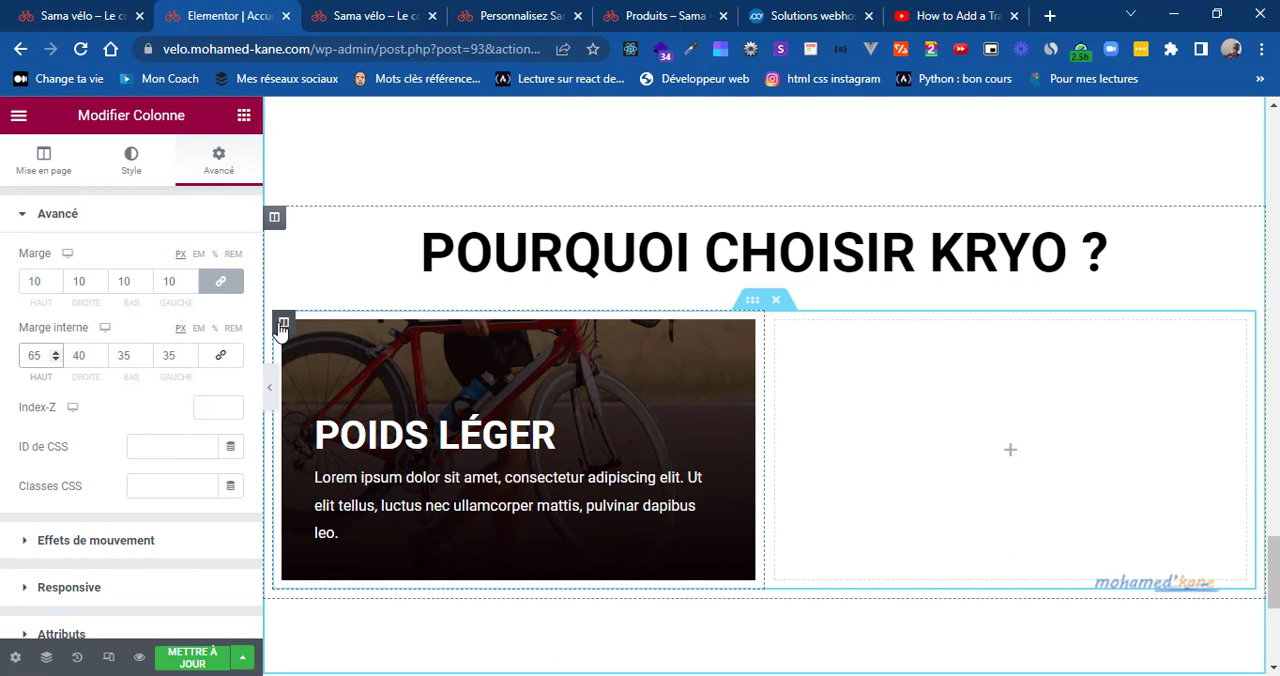 Sama vélo – Le c
Elementor | Accu
Sama vélo – Le c
Personnalisez Sa
Produits – Sama
Solutions webhos
How to Add a Tra
velo.mohamed-kane.com/wp-admin/post.php?post=93&action...
34
2.5h
Change ta vie
Mon Coach
Mes réseaux sociaux
Mots clés référence...
Lecture sur react de...
Développeur web
html css instagram
Python : bon cours
Pour mes lectures
Modifier Colonne
Mise en page
Style
Avancé
Avancé
Marge
PX EM % REM
10 10 10 10
HAUT DROITE BAS GAUCHE
Marge interne
PX EM % REM
65 40 35 35
HAUT DROITE BAS GAUCHE
Index-Z
ID de CSS
Classes CSS
Effets de mouvement
Responsive
Attributs
METTRE À
JOUR
POURQUOI CHOISIR KRYO ?
POIDS LÉGER
Lorem ipsum dolor sit amet, consectetur adipiscing elit. Ut
elit tellus, luctus nec ullamcorper mattis, pulvinar dapibus
leo.
mohamed'kane